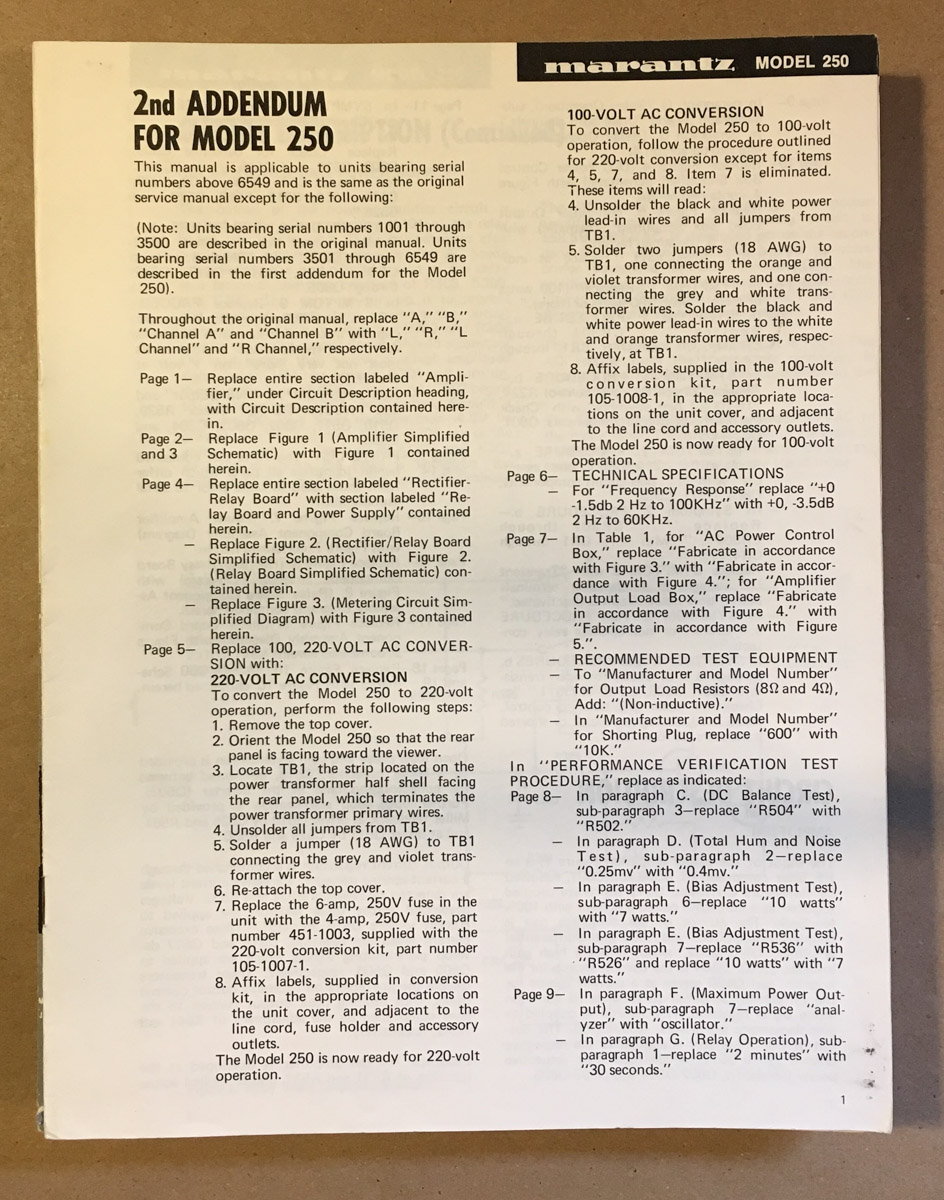 marantz MODEL 250
2nd ADDENDUM
FOR MODEL 250
This manual is applicable to units bearing serial
numbers above 6549 and is the same as the original
service manual except for the following:
(Note: Units bearing serial numbers 1001 through
3500 are described in the original manual. Units
bearing serial numbers 3501 through 6549 are
described in the first addendum for the Model
250).
Throughout the original manual, replace "A," "B,"
"Channel A" and "Channel B" with "L," "R," "L
Channel" and "R Channel," respectively.
Page 1— Replace entire section labeled "Ampli-
fier," under Circuit Description heading,
with Circuit Description contained here-
in.
Page 2— Replace Figure 1 (Amplifier Simplified
and 3 Schematic) with Figure 1 contained
herein.
Page 4— Replace entire section labeled "Rectifier-
Relay Board" with section labeled "Re-
lay Board and Power Supply" contained
herein.
— Replace Figure 2. (Rectifier/Relay Board
Simplified Schematic) with Figure 2.
(Relay Board Simplified Schematic) con-
tained herein.
— Replace Figure 3. (Metering Circuit Sim-
plified Diagram) with Figure 3 contained
herein.
Page 5— Replace 100, 220-VOLT AC CONVER-
SION with:
220-VOLT AC CONVERSION
To convert the Model 250 to 220-volt
operation, perform the following steps:
1. Remove the top cover.
2. Orient the Model 250 so that the rear
panel is facing toward the viewer.
3. Locate TB1, the strip located on the
power transformer half shell facing
the rear panel, which terminates the
power transformer primary wires.
4. Unsolder all jumpers from TB1.
5. Solder a jumper (18 AWG) to TB1
connecting the grey and violet trans-
former wires.
6. Re-attach the top cover.
7. Replace the 6-amp, 250V fuse in the
unit with the 4-amp, 250V fuse, part
number 451-1003, supplied with the
220-volt conversion kit, part number
105-1007-1.
8. Affix labels, supplied in conversion
kit, in the appropriate locations on
the unit cover, and adjacent to the
line cord, fuse holder and accessory
outlets.
The Model 250 is now ready for 220-volt
operation.
100-VOLT AC CONVERSION
To convert the Model 250 to 100-volt
operation, follow the procedure outlined
for 220-volt conversion except for items
4, 5, 7, and 8. Item 7 is eliminated.
These items will read:
4. Unsolder the black and white power
lead-in wires and all jumpers from
TB1.
5. Solder two jumpers (18 AWG) to
TB1, one connecting the orange and
violet transformer wires, and one con-
necting the grey and white trans-
former wires. Solder the black and
white power lead-in wires to the white
and orange transformer wires, respec-
tively, at TB1.
8. Affix labels, supplied in the 100-volt
conversion kit, part number
105-1008-1, in the appropriate loca-
tions on the unit cover, and adjacent
to the line cord and accessory outlets.
The Model 250 is now ready for 100-volt
operation.
Page 6— TECHNICAL SPECIFICATIONS
— For "Frequency Response" replace "+0
-1.5db 2 Hz to 100KHz" with +0, -3.5dB
2 Hz to 60KHz.
Page 7— In Table 1, for "AC Power Control
Box," replace "Fabricate in accordance
with Figure 3." with "Fabricate in accor-
dance with Figure 4."; for "Amplifier
Output Load Box," replace "Fabricate
in accordance with Figure 4." with
"Fabricate in accordance with Figure
5.".
— RECOMMENDED TEST EQUIPMENT
— To "Manufacturer and Model Number"
for Output Load Resistors (8Ω and 4Ω),
Add: "(Non-inductive)."
— In "Manufacturer and Model Number"
for Shorting Plug, replace "600" with
"10K."
In "PERFORMANCE VERIFICATION TEST
PROCEDURE," replace as indicated:
Page 8— In paragraph C. (DC Balance Test),
sub-paragraph 3—replace "R504" with
"R502."
— In paragraph D. (Total Hum and Noise
Test), sub-paragraph 2—replace
"0.25mv" with "0.4mv."
— In paragraph E. (Bias Adjustment Test),
sub-paragraph 6—replace "10 watts"
with "7 watts."
— In paragraph E. (Bias Adjustment Test),
sub-paragraph 7—replace "R536" with
"R526" and replace "10 watts" with "7
watts."
Page 9— In paragraph F. (Maximum Power Out-
put), sub-paragraph 7—replace "anal-
yzer" with "oscillator."
— In paragraph G. (Relay Operation), sub-
paragraph 1—replace "2 minutes" with
"30 seconds."
1